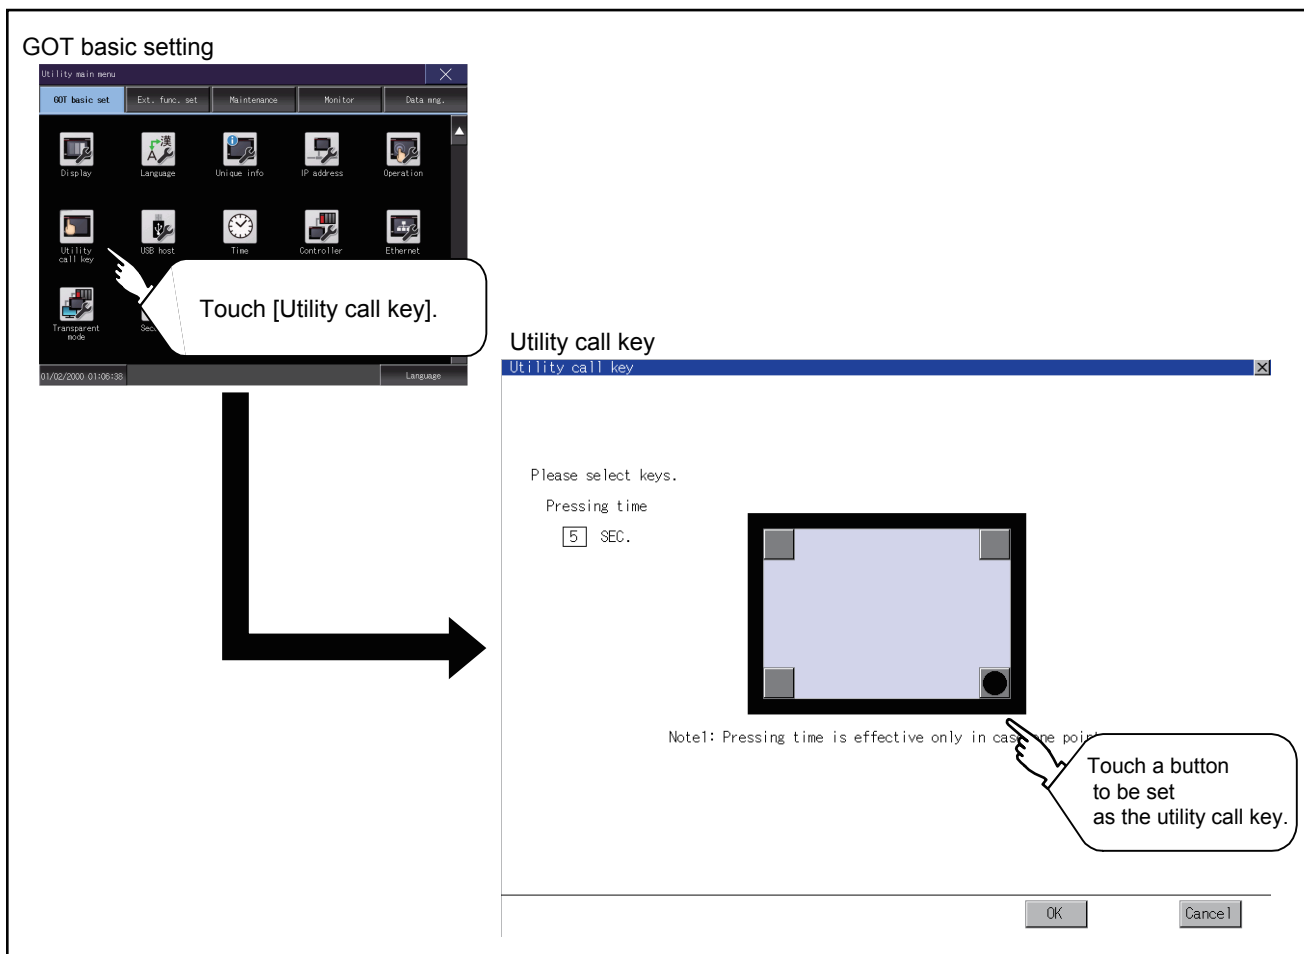 GOT basic setting
Utility main menu
GOT basic set
Ext. func. set
Maintenance
Monitor
Data mng.
漢
A
Display
Language
Unique info
IP address
Operation
Utility
call key
USB host
Time
Controller
Ethernet
Transparent
mode
Touch [Utility call key].
01/02/2000 01:06:38
Language
Utility call key
Utility call key
Please select keys.
Pressing time
5 SEC.
Note1: Pressing time is effective only in case one point
Touch a button
to be set
as the utility call key.
OK
Cancel